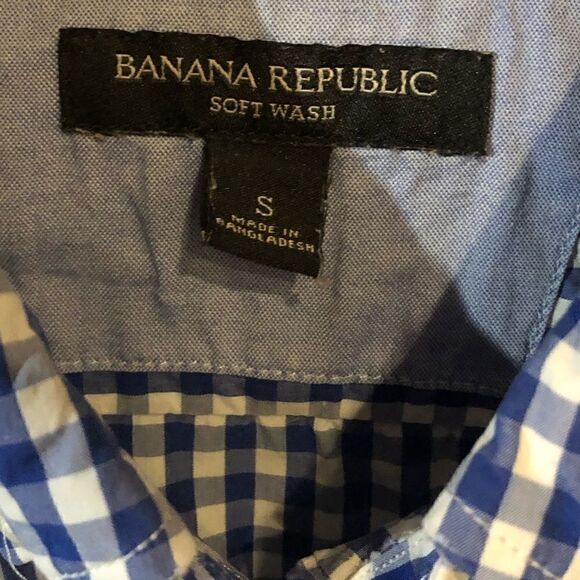 BANANA REPUBLIC
SOFT WASH
S
MADE IN
BANGLADESH